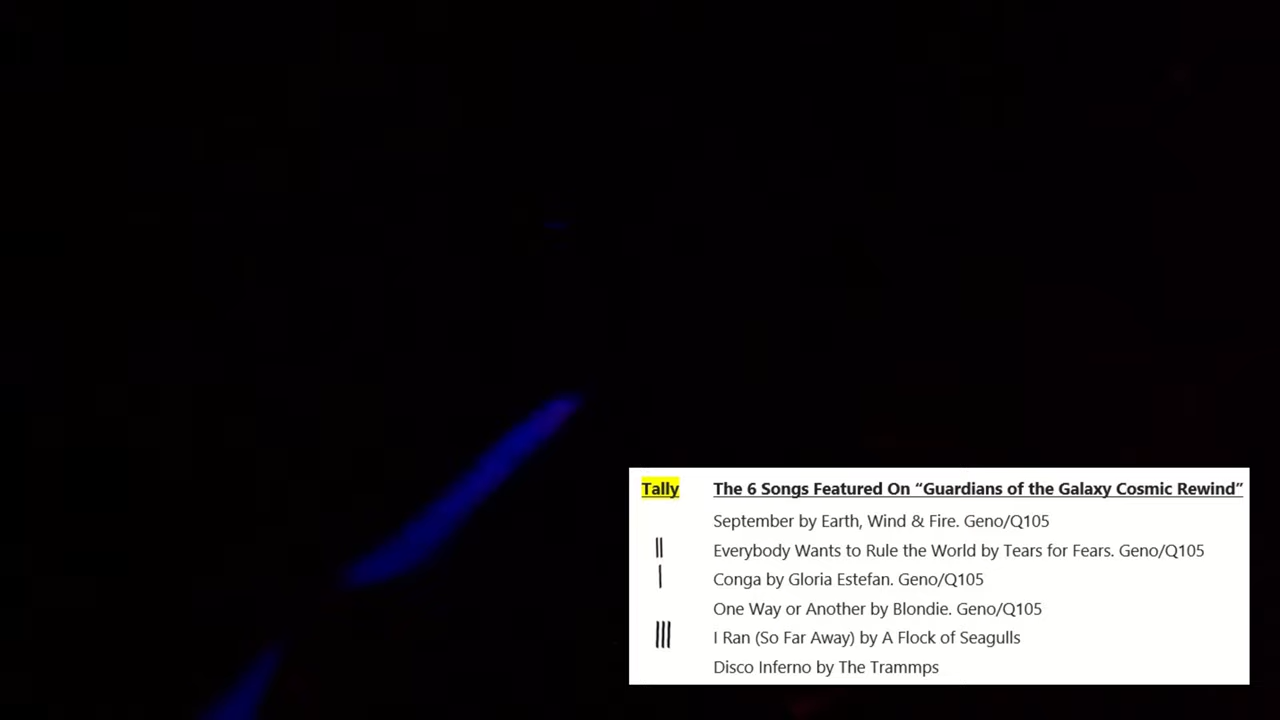 Tally The 6 Songs Featured On “Guardians of the Galaxy Cosmic Rewind”
September by Earth, Wind & Fire. Geno/Q105
|| Everybody Wants to Rule the World by Tears for Fears. Geno/Q105
| Conga by Gloria Estefan. Geno/Q105
One Way or Another by Blondie. Geno/Q105
||| I Ran (So Far Away) by A Flock of Seagulls
Disco Inferno by The Trammps